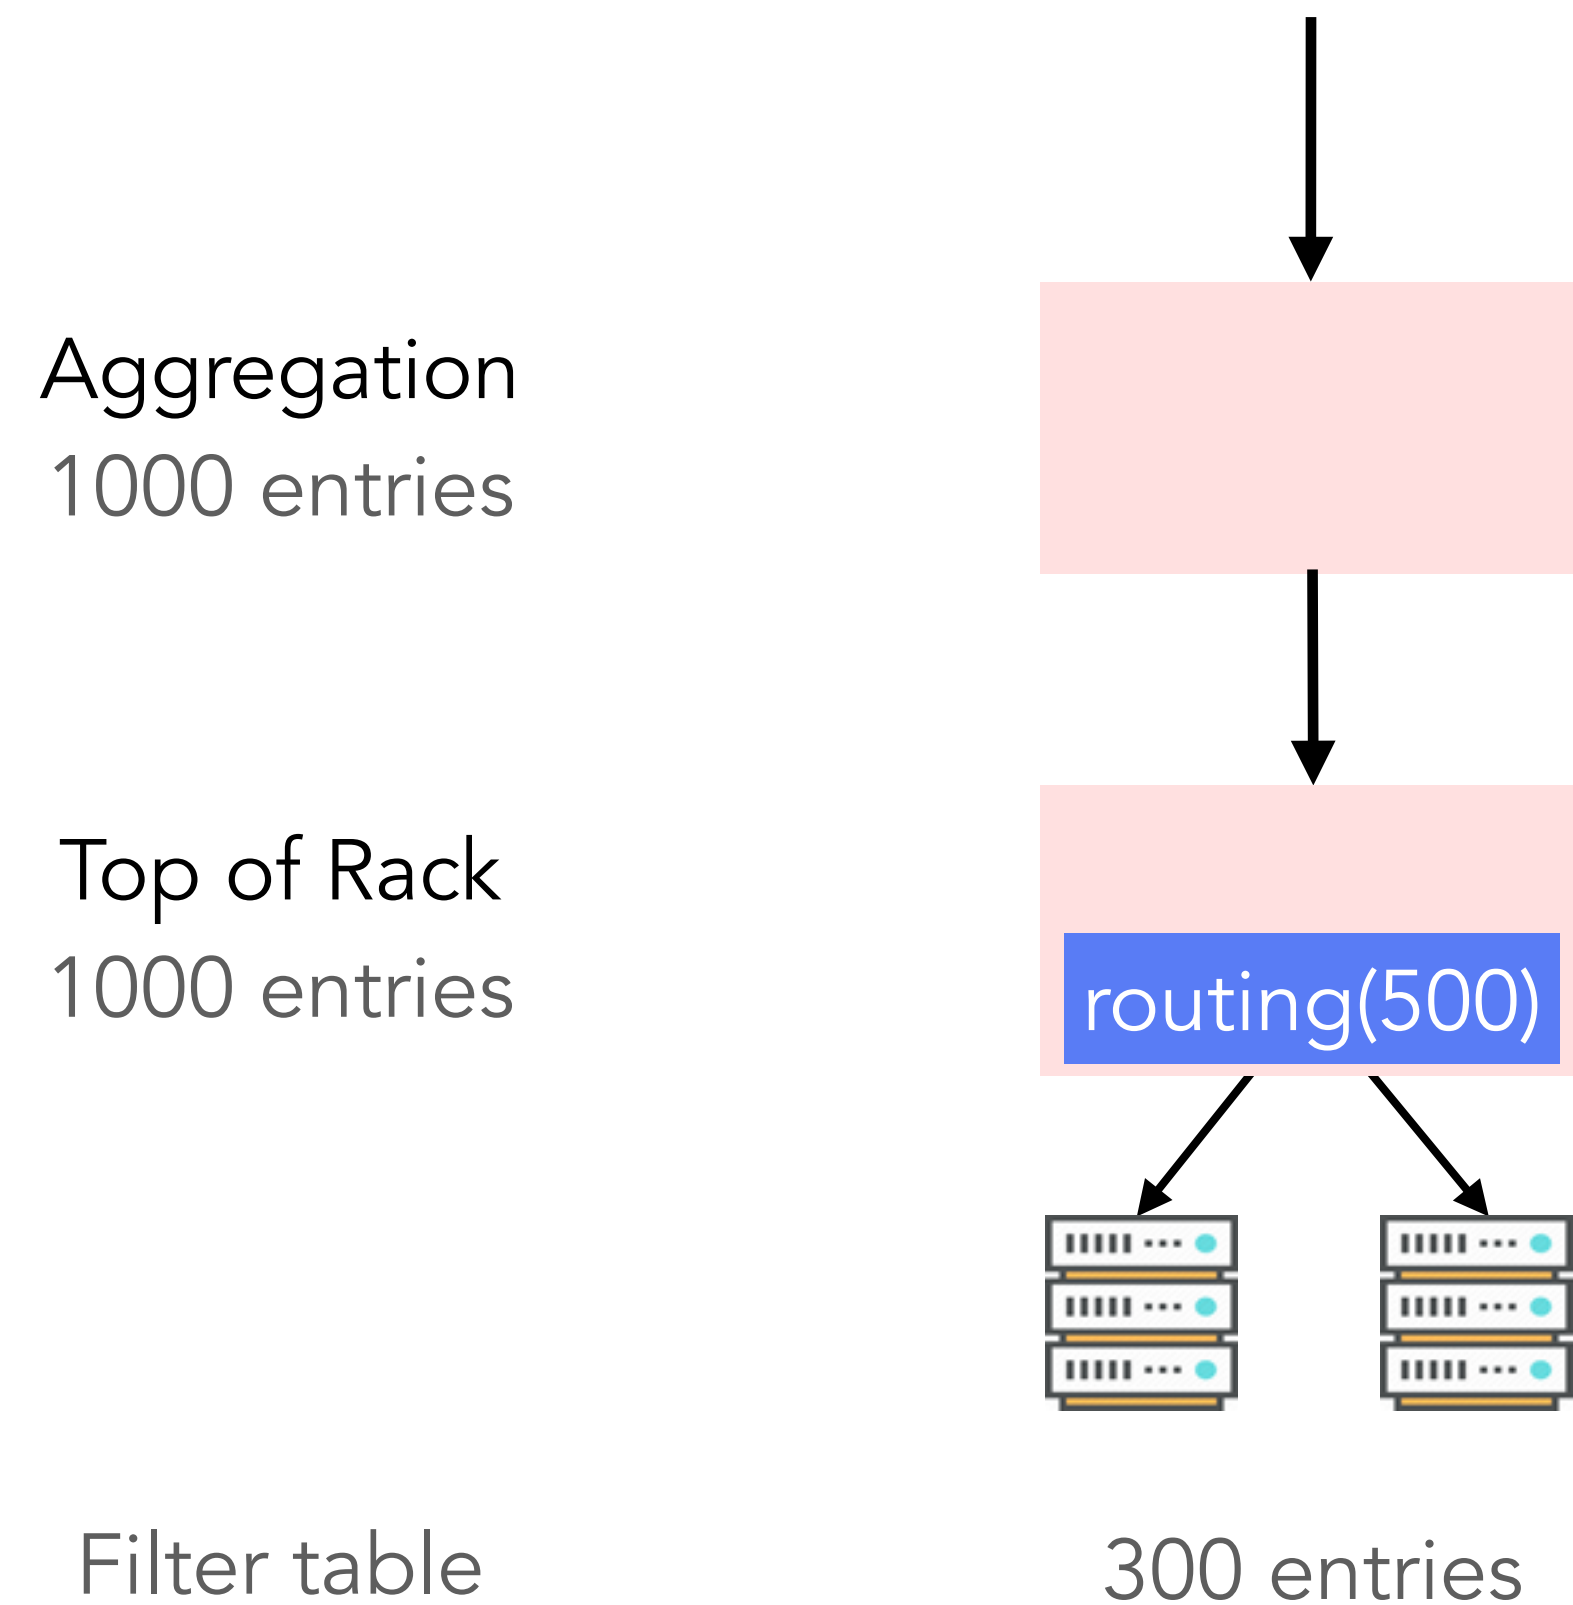 Aggregation
1000 entries
Top of Rack
1000 entries
routing(500)
Filter table
300 entries